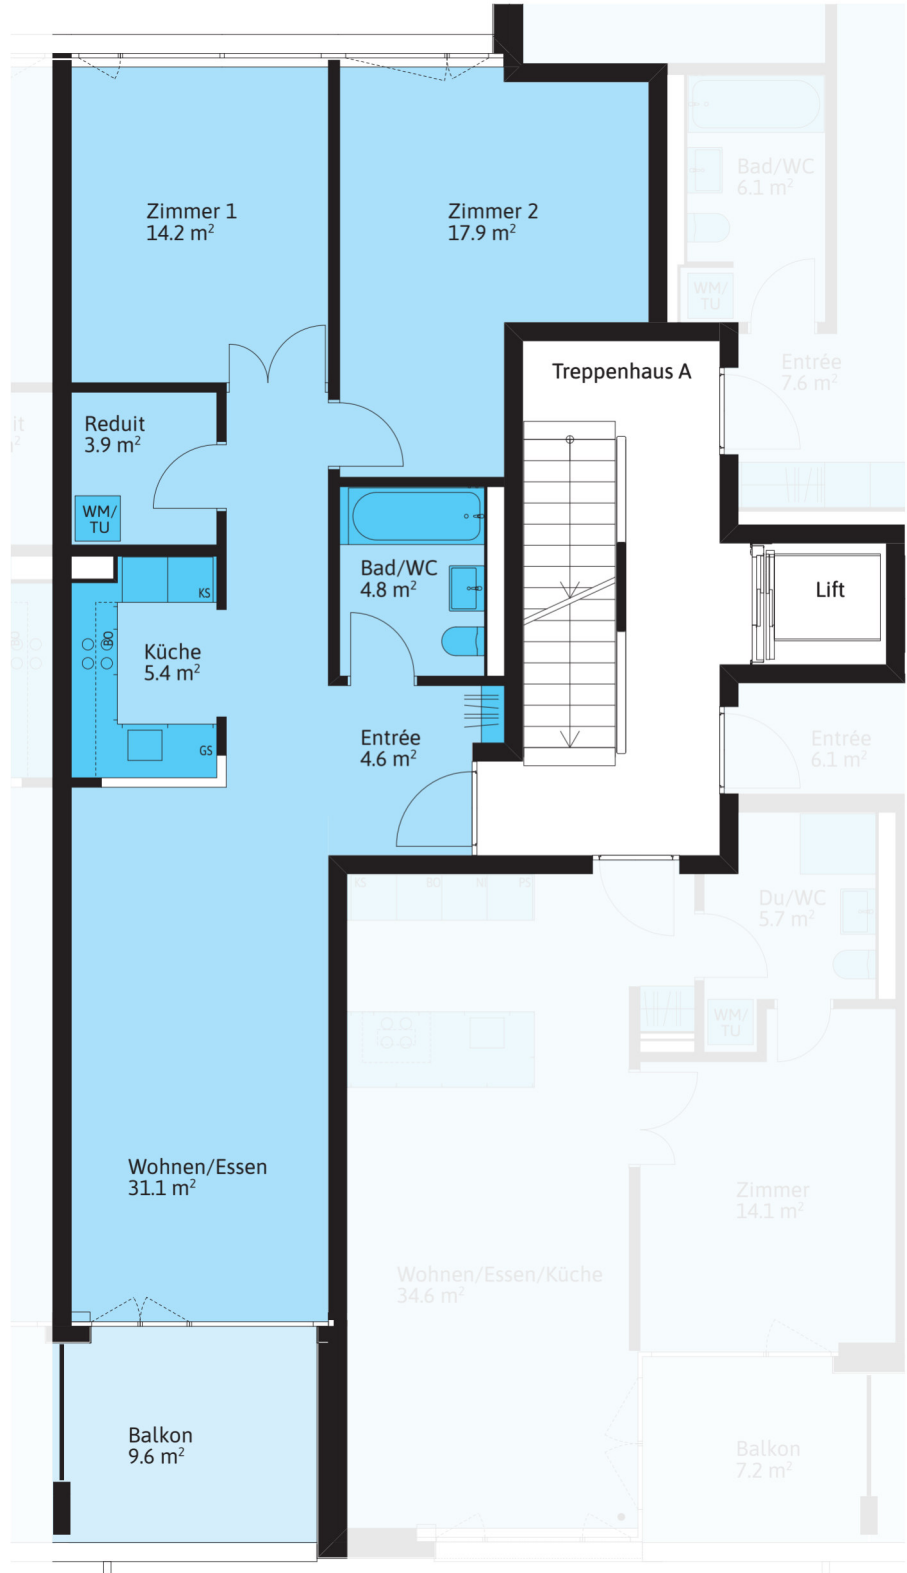 Zimmer 1
14.2 m²
Zimmer 2
17.9 m²
Bad/WC
6.1 m²
WM/
TU
Entrée
7.6 m²
Treppenhaus A
Reduit
3.9 m²
WM/
TU
it
Bad/WC
4.8 m²
Lift
KS
BO
Küche
5.4 m²
GS
BO
Entrée
4.6 m²
Entrée
6.1 m²
KS
BO
Du/WC
5.7 m²
WM/
TU
Wohnen/Essen
31.1 m²
Zimmer
14.1 m²
Wohnen/Essen/Küche
34.6 m²
Balkon
9.6 m²
Balkon
7.2 m²